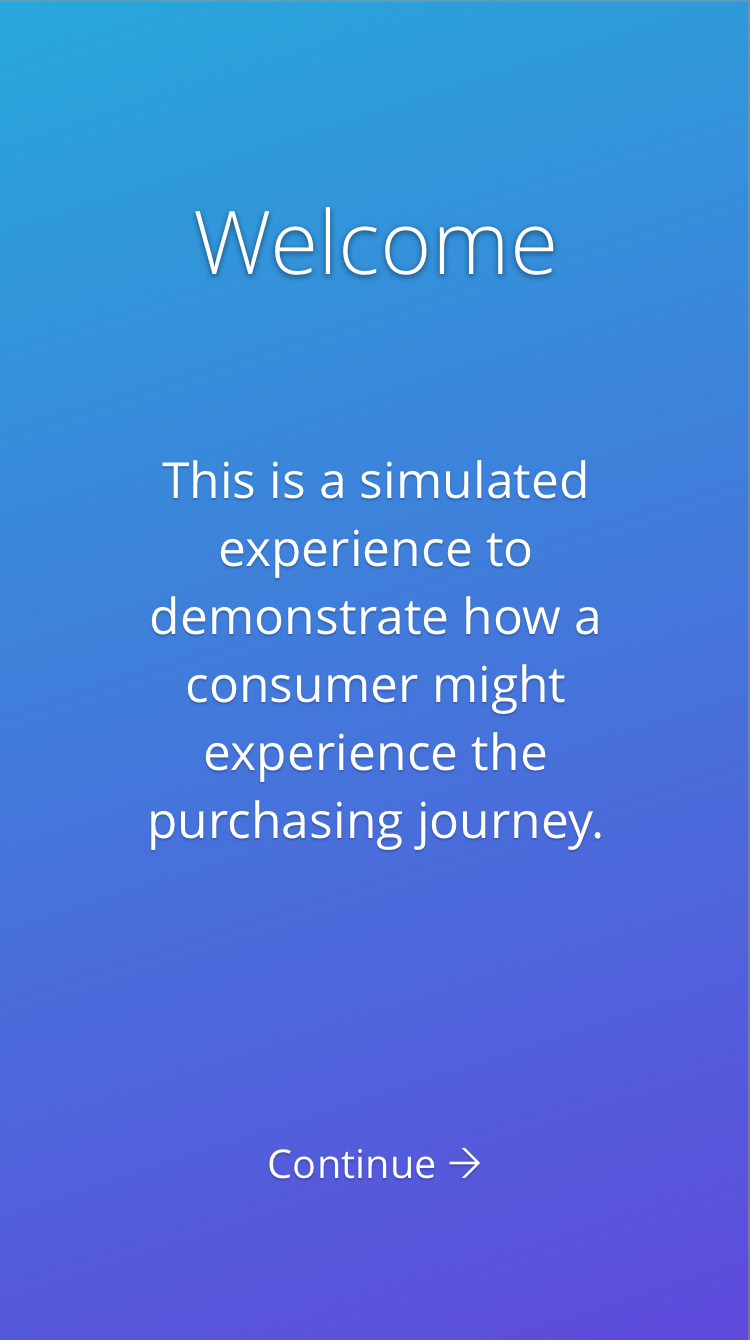 Welcome
This is a simulated
experience to
demonstrate how a
consumer might
experience the
purchasing journey.
Continue →